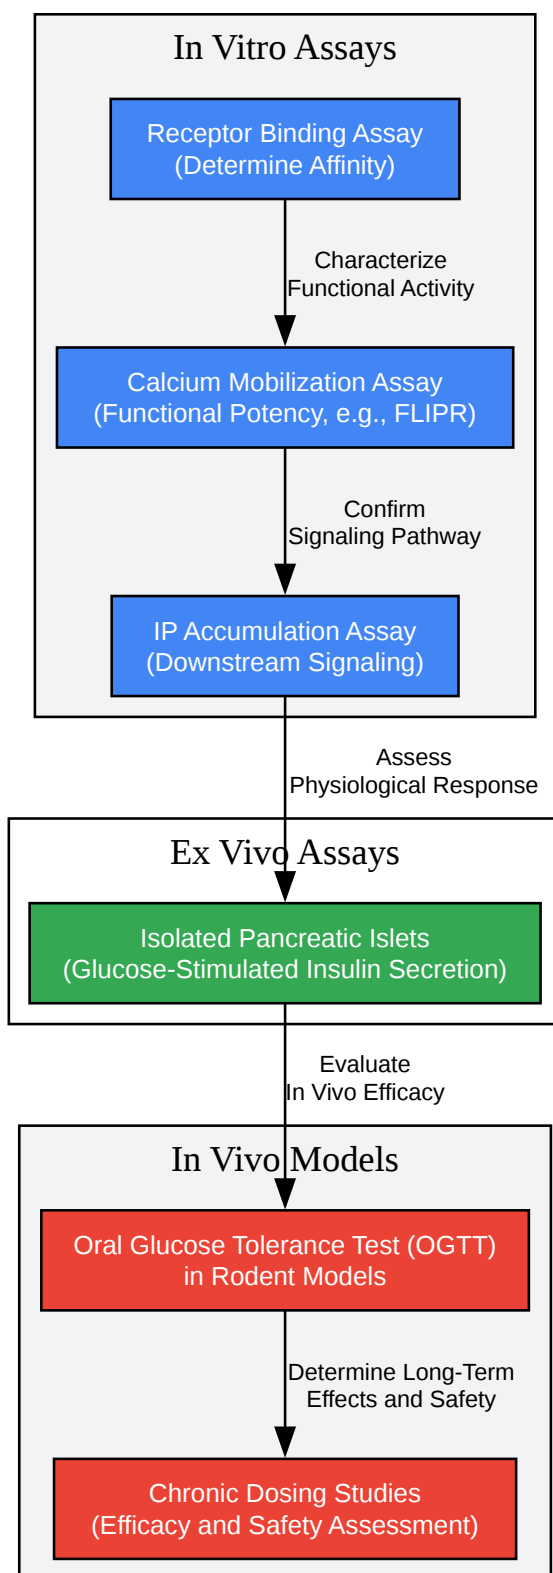 In Vitro Assays
Receptor Binding Assay
(Determine Affinity)
Characterize
Functional Activity
Calcium Mobilization Assay
(Functional Potency, e.g., FLIPR)
Confirm
Signaling Pathway
IP Accumulation Assay
(Downstream Signaling)
Assess
Physiological Response
Ex Vivo Assays
Isolated Pancreatic Islets
(Glucose-Stimulated Insulin Secretion)
Evaluate
In Vivo Efficacy
In Vivo Models
Oral Glucose Tolerance Test (OGTT)
in Rodent Models
Determine Long-Term
Effects and Safety
Chronic Dosing Studies
(Efficacy and Safety Assessment)